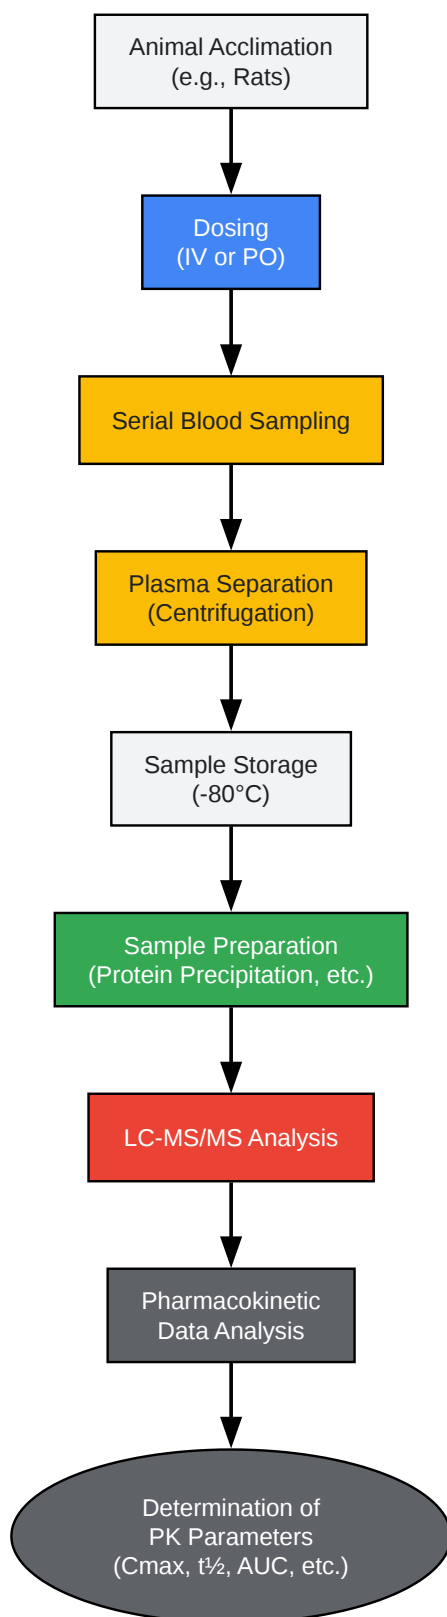 Animal Acclimation
(e.g., Rats)
Dosing
(IV or PO)
Serial Blood Sampling
Plasma Separation
(Centrifugation)
Sample Storage
(-80°C)
Sample Preparation
(Protein Precipitation, etc.)
LC-MS/MS Analysis
Pharmacokinetic
Data Analysis
Determination of
PK Parameters
(Cmax, t½, AUC, etc.)